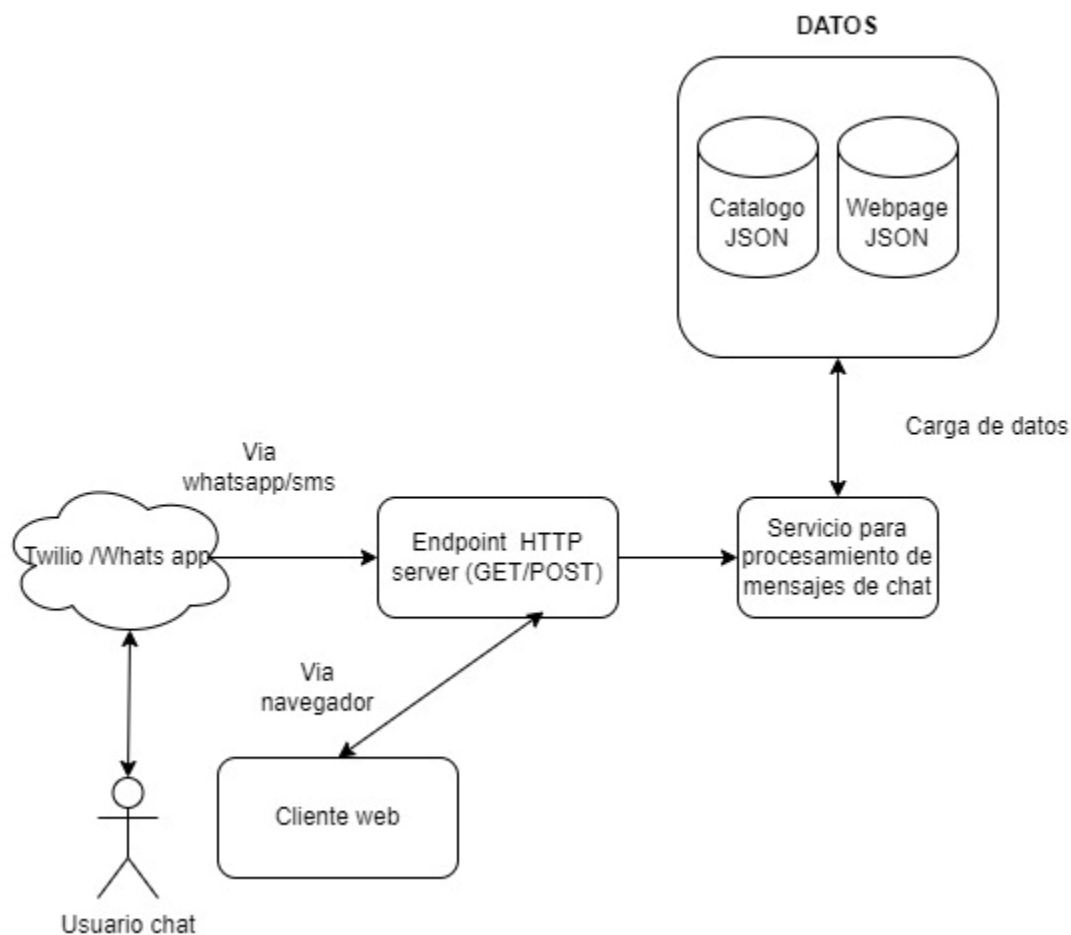 DATOS
Catalogo
JSON
Webpage
JSON
Carga de datos
Via
whatsapp/sms
Twilio /Whats app
Endpoint HTTP
server (GET/POST)
Servicio para
procesamiento de
mensajes de chat
Via
navegador
Cliente web
Usuario chat